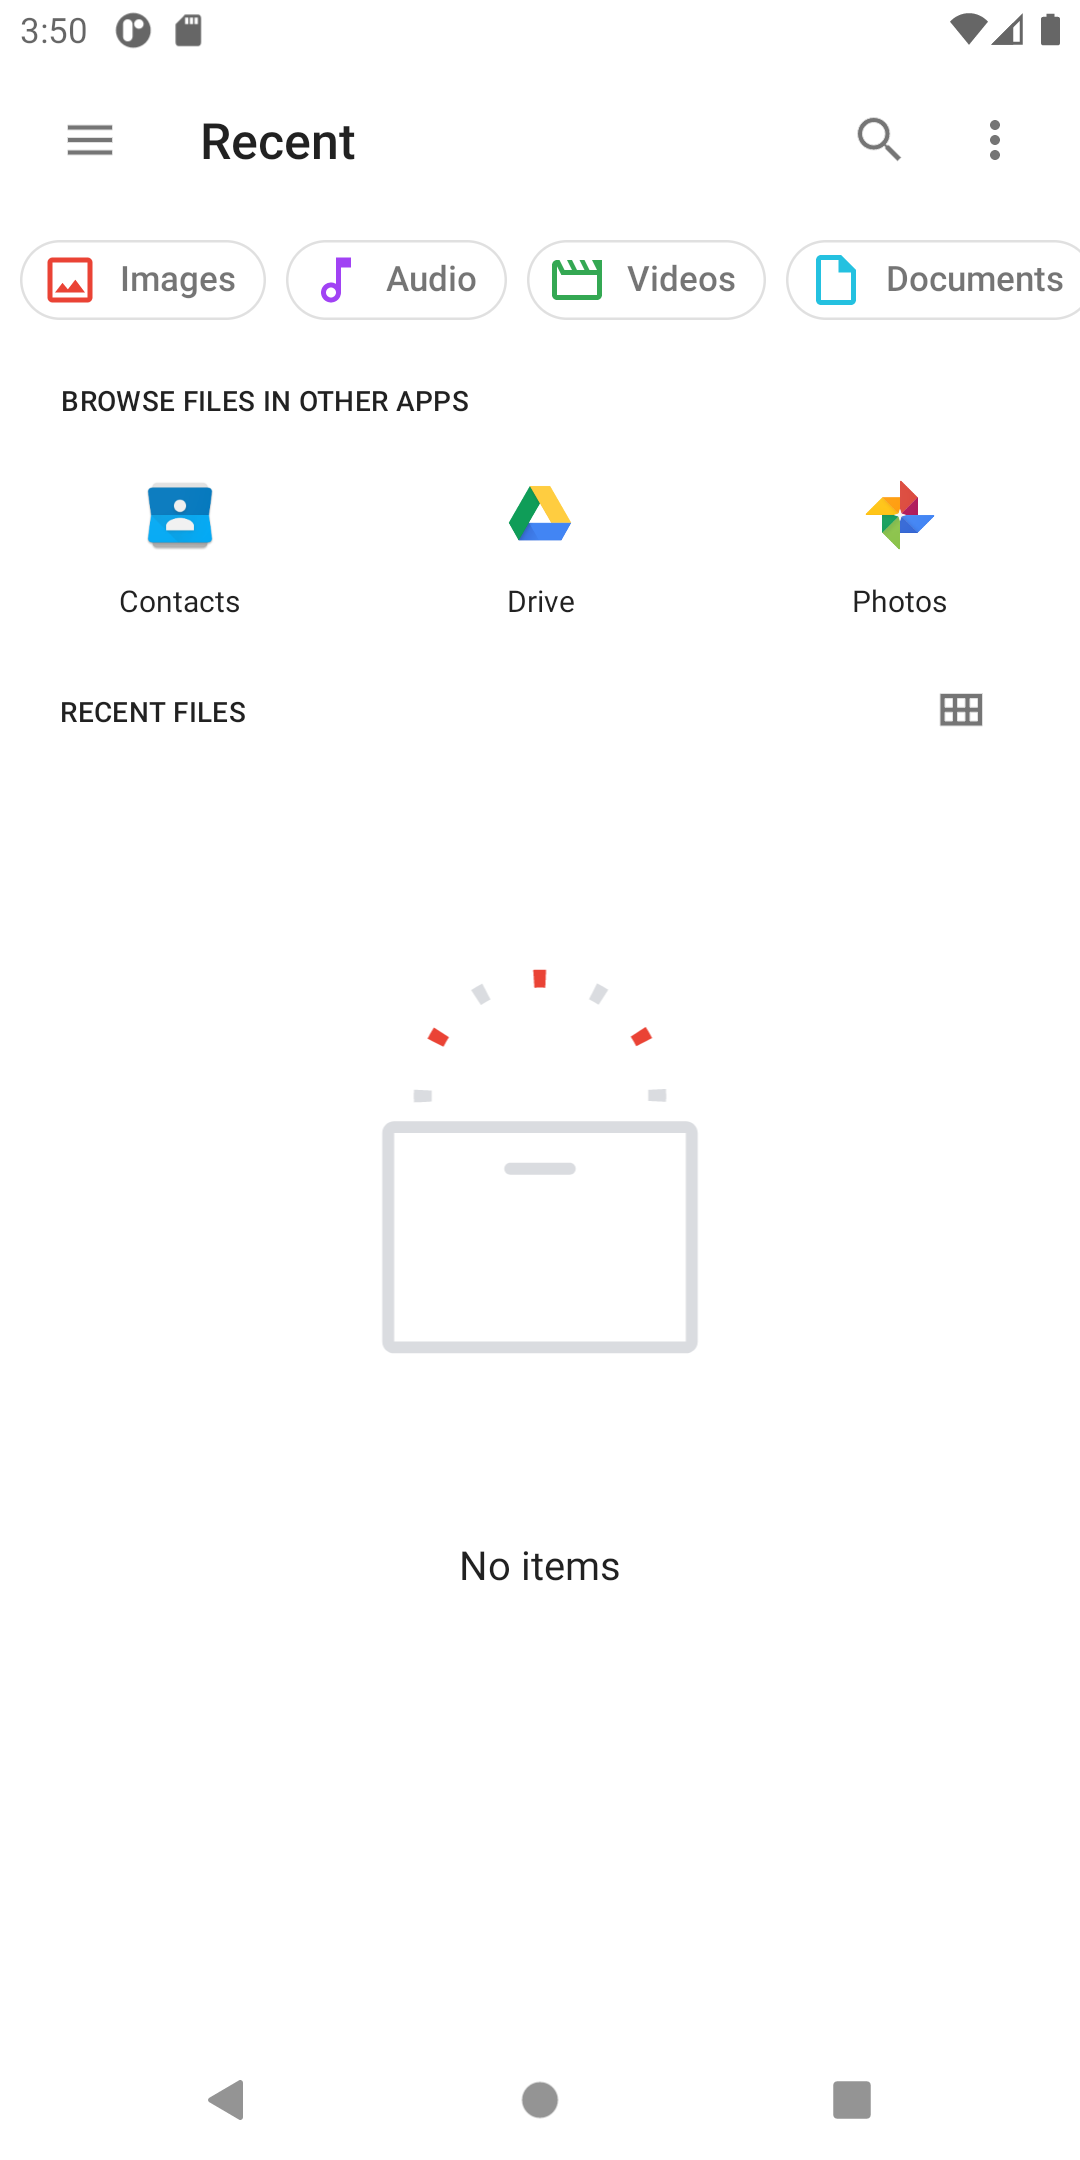 3:50
Recent
Images Audio Videos Documents
BROWSE FILES IN OTHER APPS
Contacts Drive Photos
RECENT FILES
No items